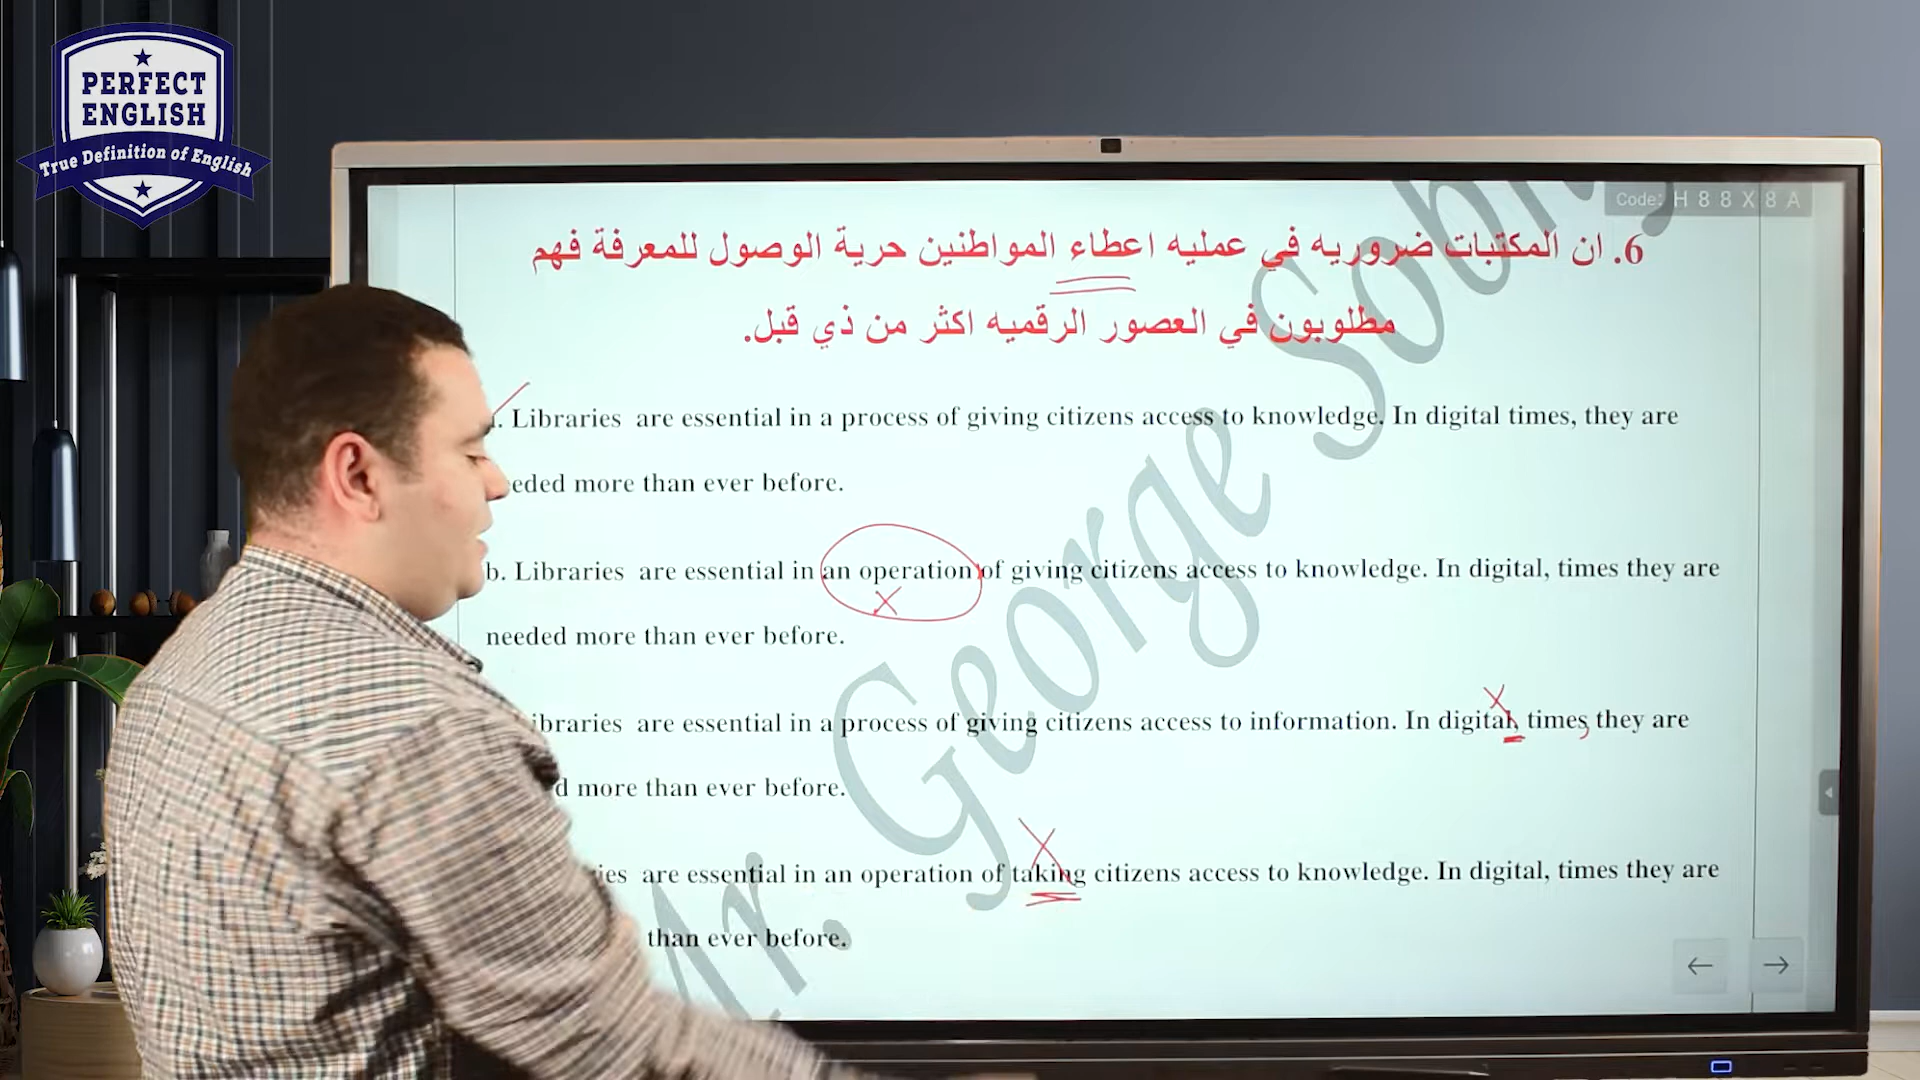 PERFECT
ENGLISH
True Definition of English
Code: H 8 8 X 8 A
6. ان المكتبات ضروريه في عمليه اعطاء المواطنين حرية الوصول للمعرفة فهم
مطلوبون في العصور الرقميه اكثر من ذي قبل.
Libraries are essential in a process of giving citizens access to knowledge. In digital times, they are
eded more than ever before.
b. Libraries are essential in an operation of giving citizens access to knowledge. In digital, times they are
needed more than ever before.
ibraries are essential in a process of giving citizens access to information. In digital, times, they are
d more than ever before.
ies are essential in an operation of taking citizens access to knowledge. In digital, times they are
than ever before.
Mr. George Sobhy